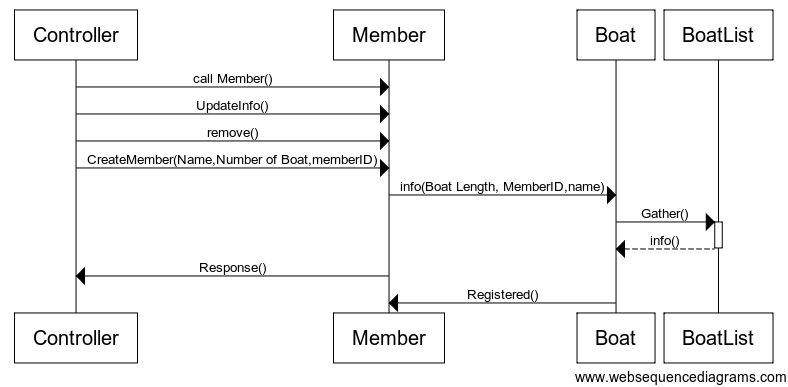 Controller
Member
Boat
BoatList
call Member()
UpdateInfo()
remove()
CreateMember(Name,Number of Boat,memberID)
info(Boat Length, MemberID,name)
Gather()
info()
Response()
Registered()
Controller
Member
Boat
BoatList
www.websequencediagrams.com